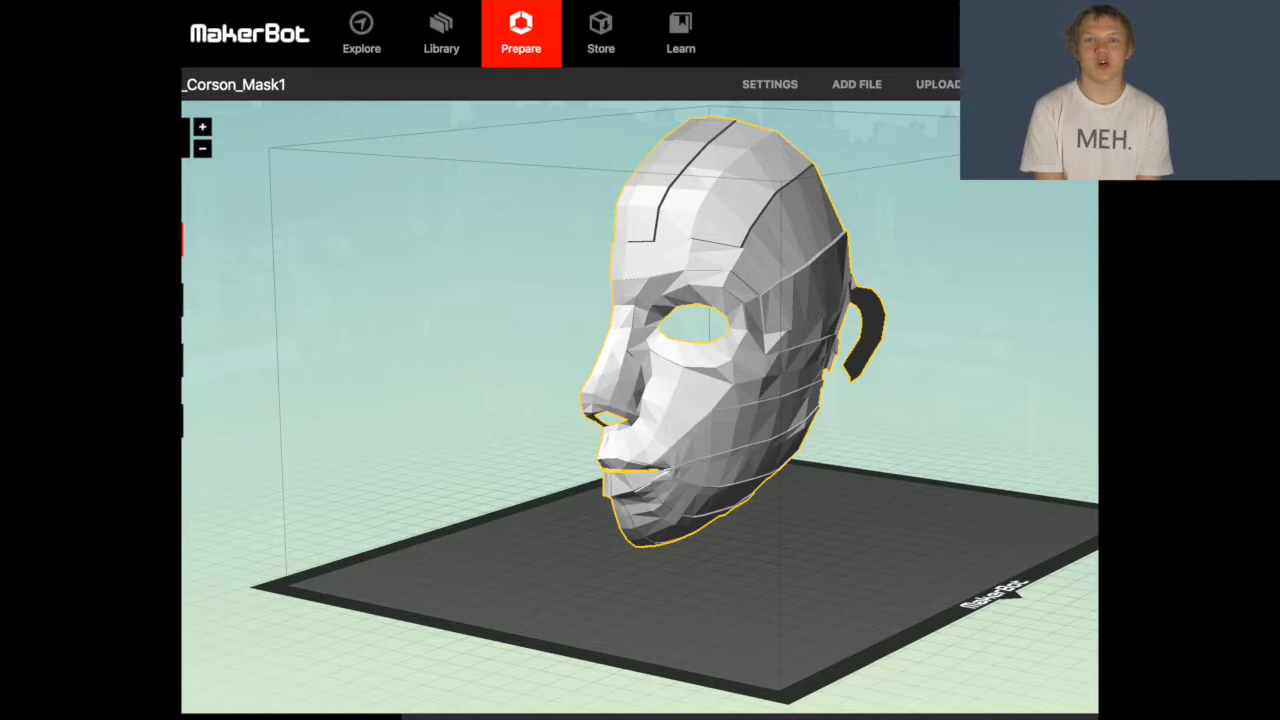 MakerBot
Explore
Library
Prepare
Store
Learn
_Corson_Mask1
SETTINGS
ADD FILE
UPLOAD
MEH.
MakerBot